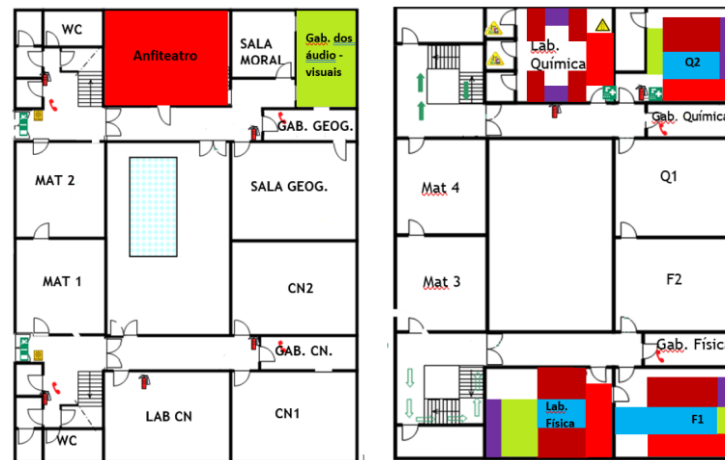 WC
Anfiteatro
SALA
MORAL
Gab. dos
áudio -
visuais
GAB. GEOG.
MAT 2
SALA GEOG.
MAT 1
CN2
GAB. CN.
LAB CN
CN1
WC
Lab.
Química
Q2
Gab. Química
Mat 4
Q1
Mat 3
F2
Gab. Física
Lab.
Física
F1